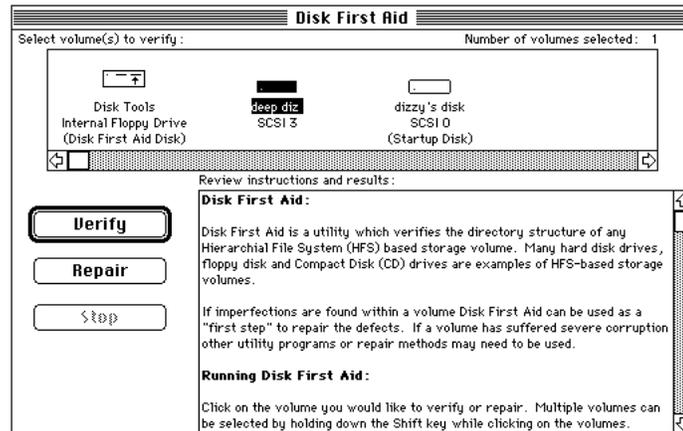 Disk First Aid
Select volume(s) to verify:
Number of volumes selected: 1
Disk Tools
Internal Floppy Drive
(Disk First Aid Disk)
deep diz
SCSI 3
dizzy's disk
SCSI 0
(Startup Disk)
Review instructions and results:
Verify
Repair
Stop
Disk First Aid:
Disk First Aid is a utility which verifies the directory structure of any
Hierarchial File System (HFS) based storage volume. Many hard disk drives,
floppy disk and Compact Disk (CD) drives are examples of HFS-based storage
volumes.
If imperfections are found within a volume Disk First Aid can be used as a
"first step" to repair the defects. If a volume has suffered severe corruption
other utility programs or repair methods may need to be used.
Running Disk First Aid:
Click on the volume you would like to verify or repair. Multiple volumes can
be selected by holding down the Shift key while clicking on the volumes.